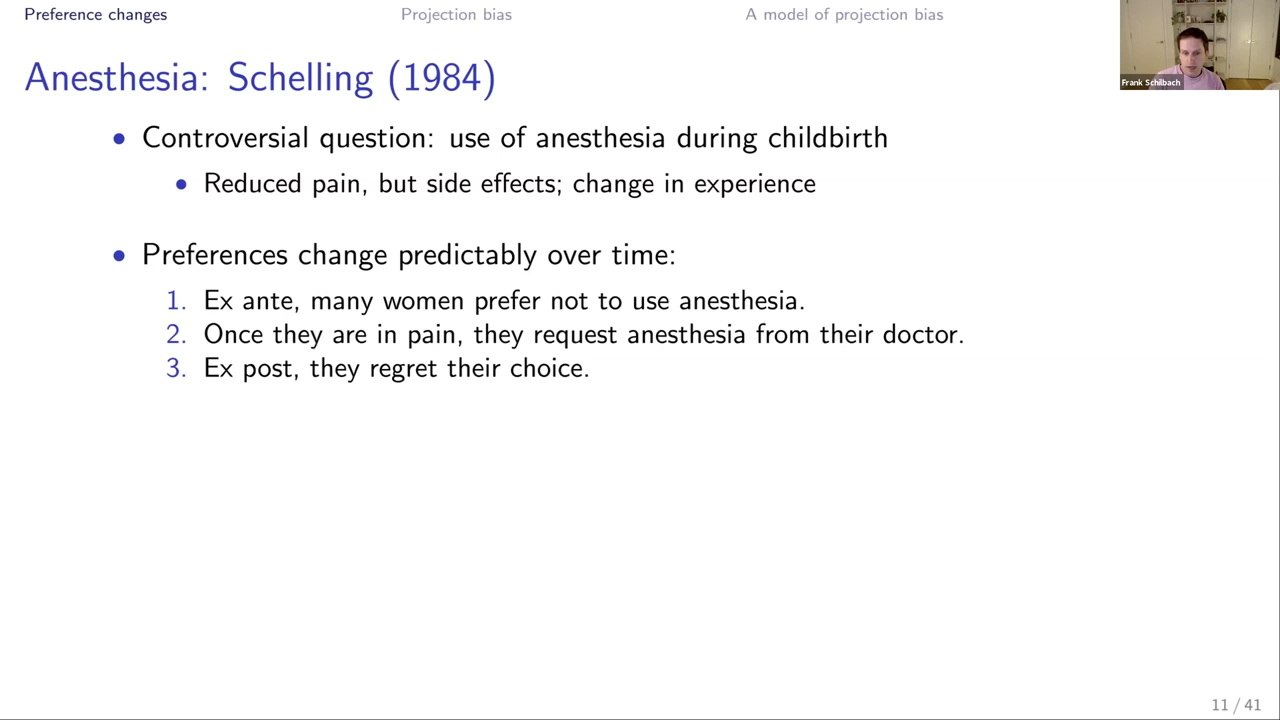 Preference changes Projection bias A model of projection bias
Frank Schilbach
Anesthesia: Schelling (1984)
• Controversial question: use of anesthesia during childbirth
• Reduced pain, but side effects; change in experience
• Preferences change predictably over time:
1. Ex ante, many women prefer not to use anesthesia.
2. Once they are in pain, they request anesthesia from their doctor.
3. Ex post, they regret their choice.
11 / 41